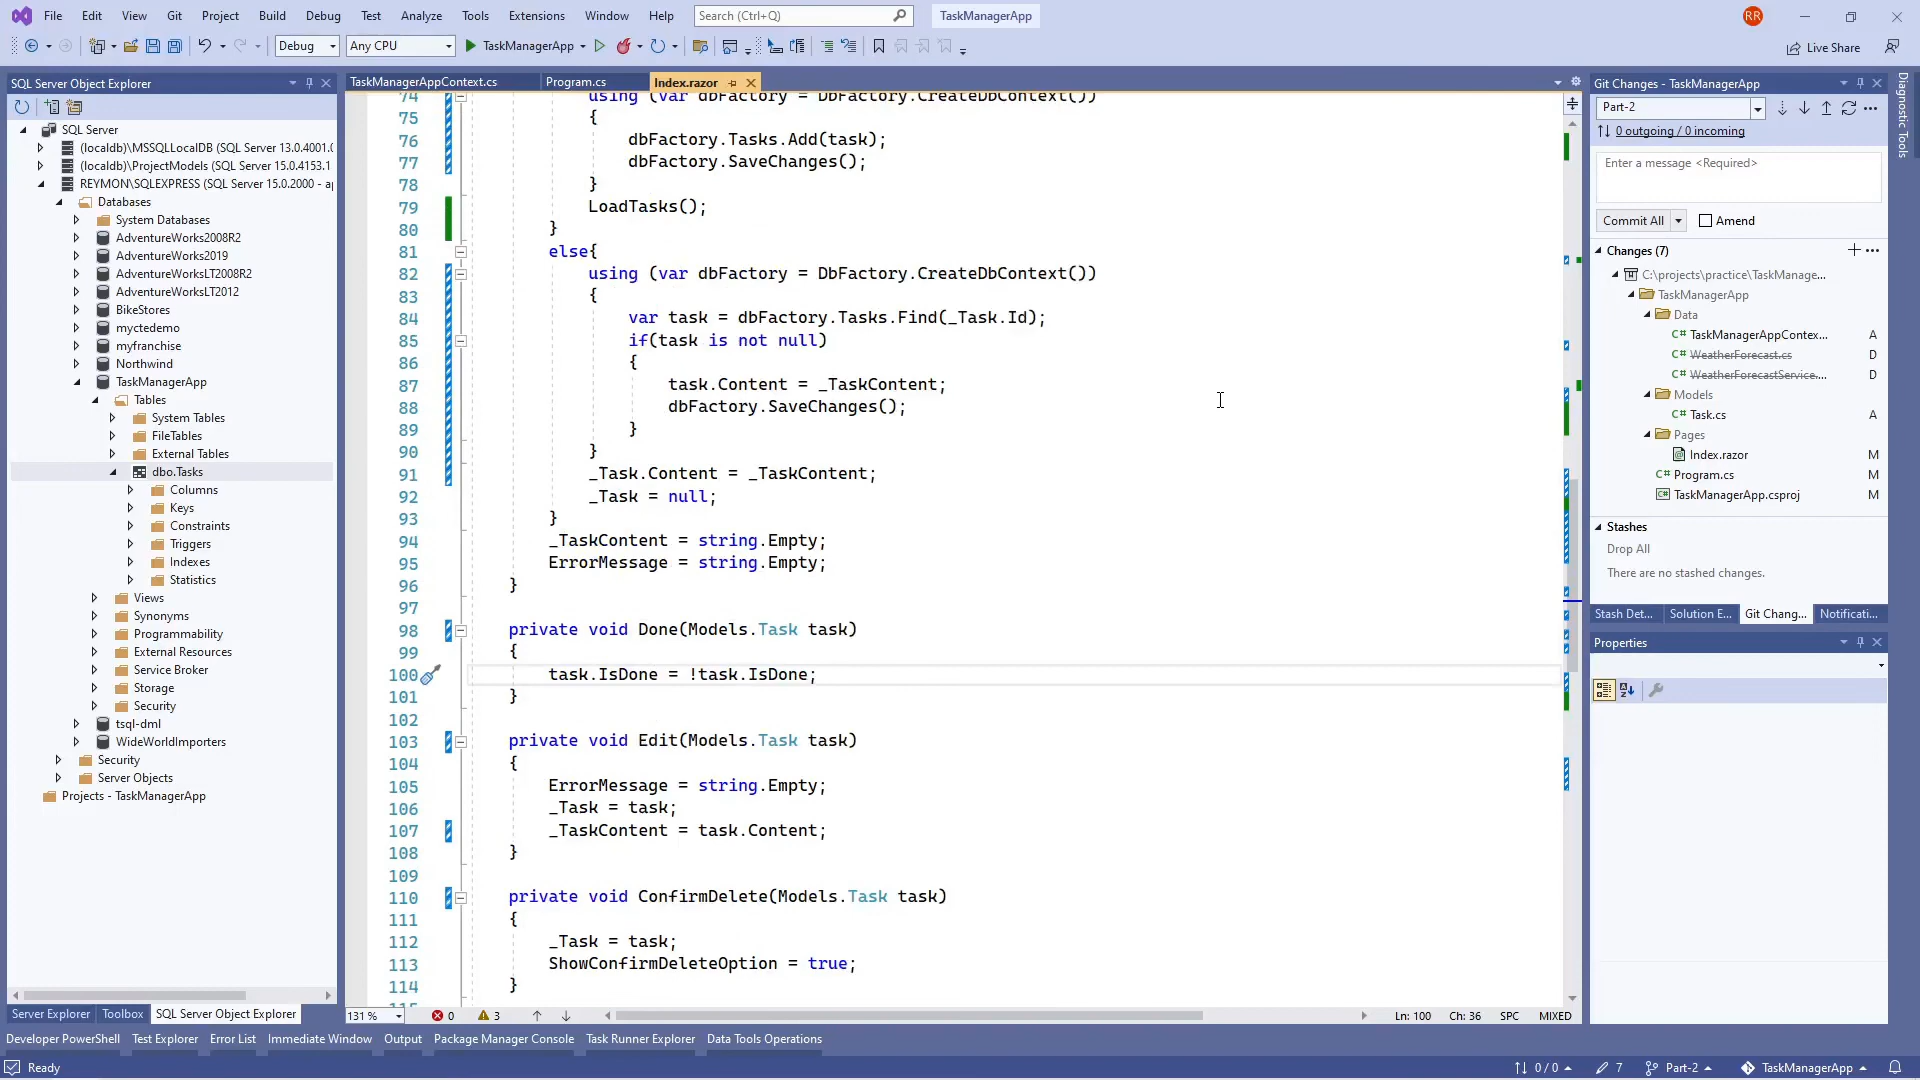 File Edit View Git Project Build Debug Test Analyze Tools Extensions Window Help Search (Ctrl+Q) TaskManagerApp RR
Debug Any CPU TaskManagerApp Live Share
SQL Server Object Explorer
SQL Server
(localdb)\MSSQLLocalDB (SQL Server 13.0.4001.0
(localdb)\ProjectModels (SQL Server 15.0.4153.1
REYMON\SQLEXPRESS (SQL Server 15.0.2000 - ap
Databases
System Databases
AdventureWorks2008R2
AdventureWorks2019
AdventureWorksLT2008R2
AdventureWorksLT2012
BikeStores
myctedemo
myfranchise
Northwind
TaskManagerApp
Tables
System Tables
FileTables
External Tables
dbo.Tasks
Columns
Keys
Constraints
Triggers
Indexes
Statistics
Views
Synonyms
Programmability
External Resources
Service Broker
Storage
Security
tsql-dml
WideWorldImporters
Security
Server Objects
Projects - TaskManagerApp
Server Explorer Toolbox SQL Server Object Explorer
TaskManagerAppContext.cs Program.cs Index.razor
74 using (var dbFactory = DbFactory.CreateDbContext())
75 {
76 dbFactory.Tasks.Add(task);
77 dbFactory.SaveChanges();
78 }
79 LoadTasks();
80 }
81 else{
82 using (var dbFactory = DbFactory.CreateDbContext())
83 {
84 var task = dbFactory.Tasks.Find(_Task.Id);
85 if(task is not null)
86 {
87 task.Content = _TaskContent;
88 dbFactory.SaveChanges();
89 }
90 }
91 _Task.Content = _TaskContent;
92 _Task = null;
93 }
94 _TaskContent = string.Empty;
95 ErrorMessage = string.Empty;
96 }
97
98 private void Done(Models.Task task)
99 {
100 task.IsDone = !task.IsDone;
101 }
102
103 private void Edit(Models.Task task)
104 {
105 ErrorMessage = string.Empty;
106 _Task = task;
107 _TaskContent = task.Content;
108 }
109
110 private void ConfirmDelete(Models.Task task)
111 {
112 _Task = task;
113 ShowConfirmDeleteOption = true;
114 }
131 % 0 3 Ln: 100 Ch: 36 SPC MIXED
Git Changes - TaskManagerApp
Part-2
0 outgoing / 0 incoming
Enter a message <Required>
Commit All Amend
Changes (7)
C:\projects\practice\TaskManage...
TaskManagerApp
Data
C# TaskManagerAppContex... A
C# WeatherForecast.cs D
C# WeatherForecastService.... D
Models
C# Task.cs A
Pages
Index.razor M
C# Program.cs M
TaskManagerApp.csproj M
Stashes
Drop All
There are no stashed changes.
Stash Det... Solution E... Git Chang... Notificati...
Properties
Diagnostic Tools
Developer PowerShell Test Explorer Error List Immediate Window Output Package Manager Console Task Runner Explorer Data Tools Operations
Ready 0 / 0 7 Part-2 TaskManagerApp